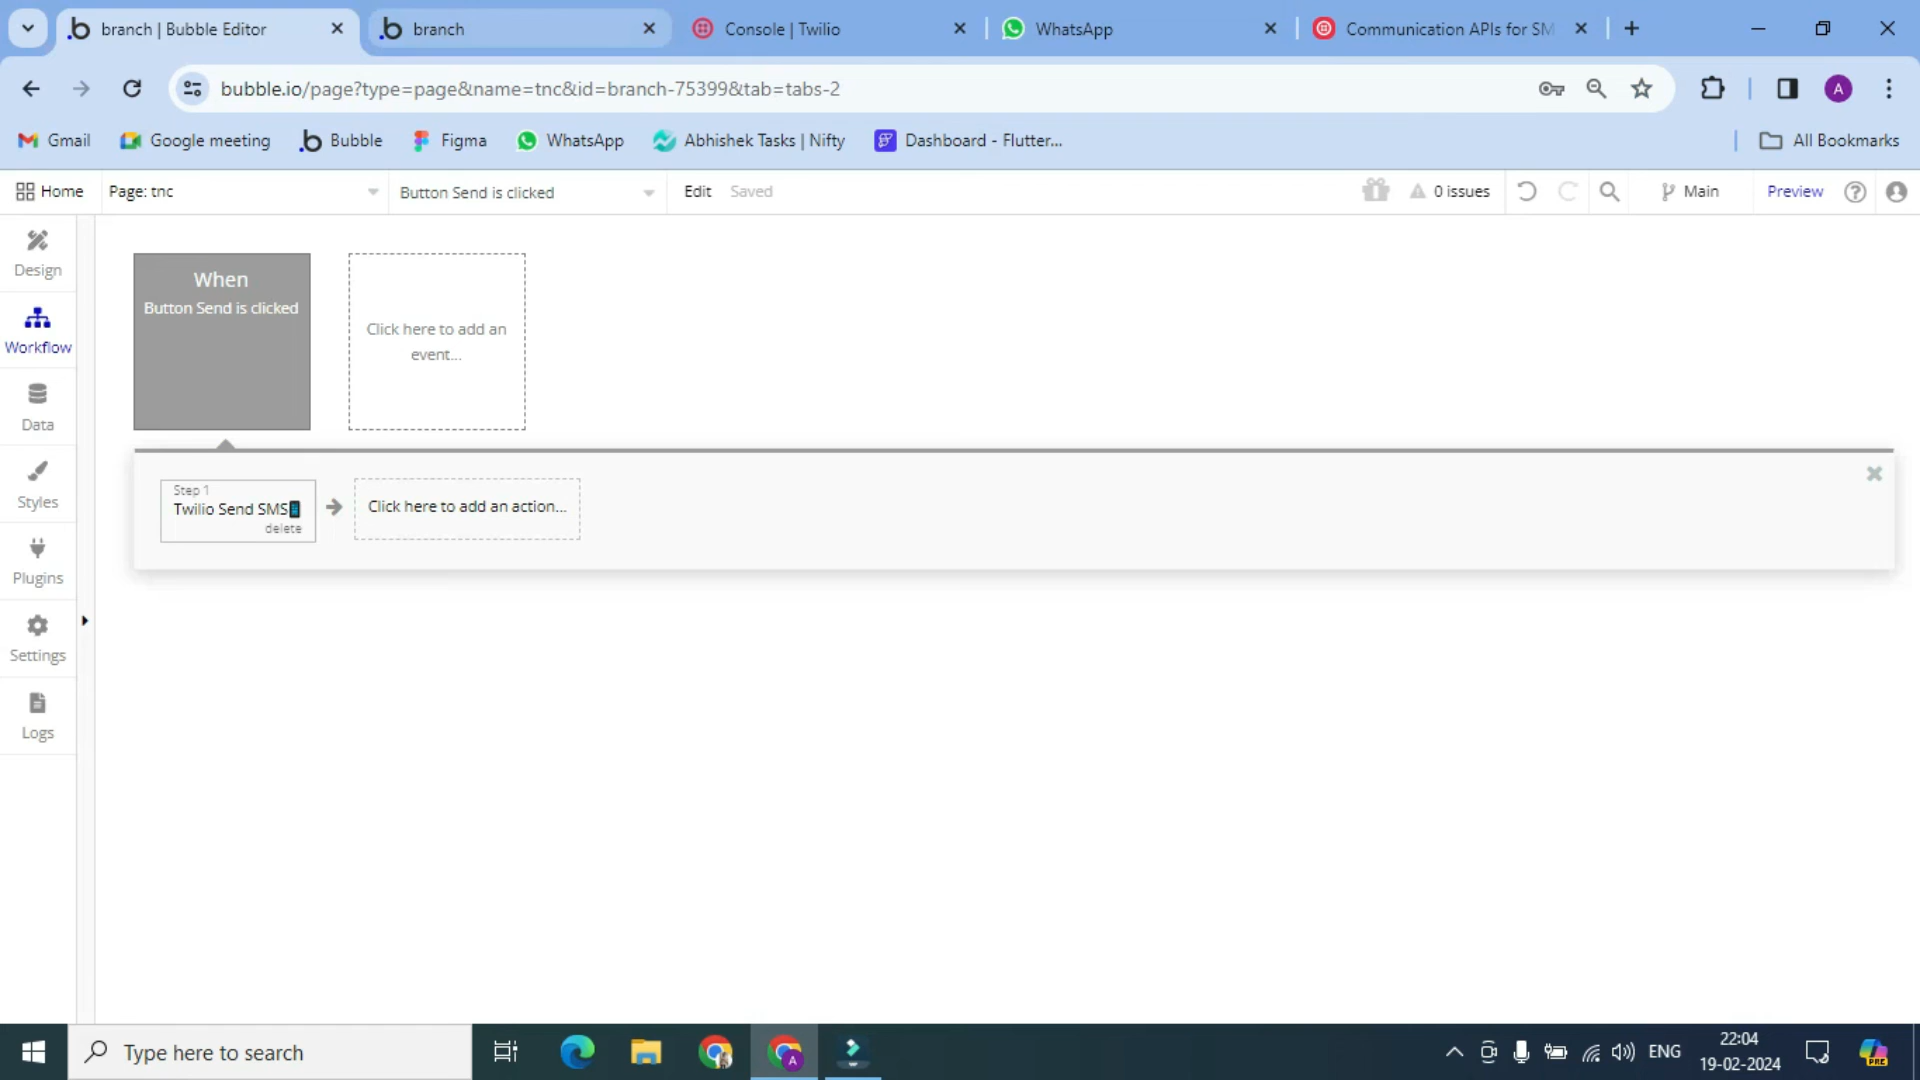 branch | Bubble Editor
branch
Console | Twilio
WhatsApp
Communication APIs for SM
bubble.io/page?type=page&name=tnc&id=branch-75399&tab=tabs-2
A
Gmail
Google meeting
Bubble
Figma
WhatsApp
Abhishek Tasks | Nifty
Dashboard - Flutter...
All Bookmarks
Home
Page: tnc
Button Send is clicked
Edit
Saved
0 issues
Main
Preview
Design
Workflow
Data
Styles
Plugins
Settings
Logs
When
Button Send is clicked
Click here to add an
event...
Step 1
Twilio Send SMS
delete
Click here to add an action...
Type here to search
A
ENG
22:04
19-02-2024
PRE